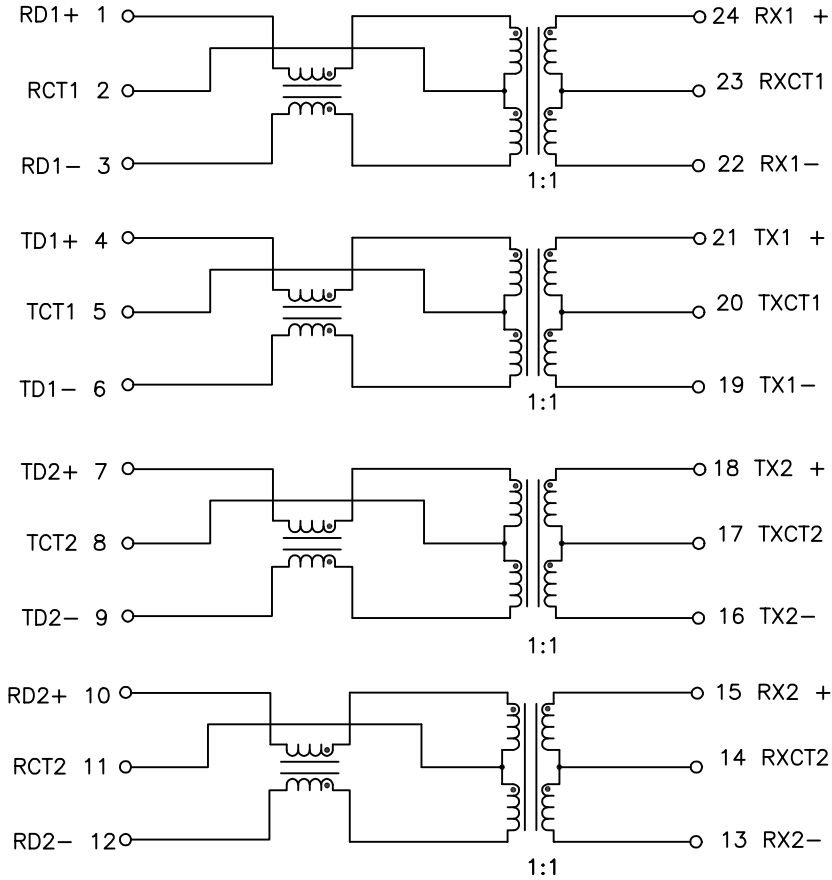 RD1+ 1
24 RX1 +
RCT1 2
23 RXCT1
RD1- 3
22 RX1-
1:1
TD1+ 4
21 TX1 +
TCT1 5
20 TXCT1
TD1- 6
19 TX1-
1:1
TD2+ 7
18 TX2 +
TCT2 8
17 TXCT2
TD2- 9
16 TX2-
1:1
RD2+ 10
15 RX2 +
RCT2 11
14 RXCT2
RD2- 12
13 RX2-
1:1